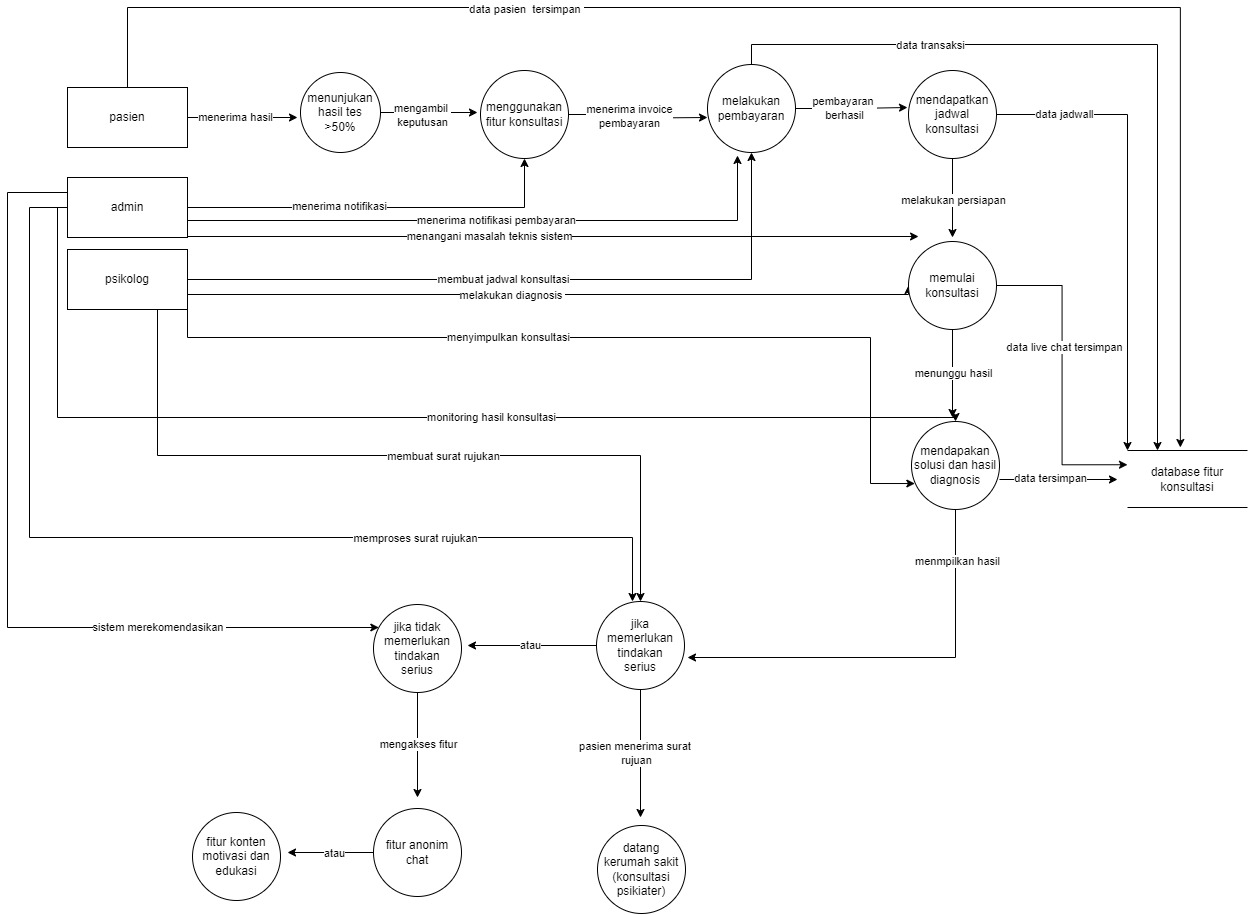 data pasien  tersimpan
data transaksi
pasien
menerima hasil
menunjukan
hasil tes
>50%
mengambil
keputusan
menggunakan
fitur konsultasi
menerima invoice
pembayaran
melakukan
pembayaran
pembayaran
berhasil
mendapatkan
jadwal
konsultasi
data jadwall
admin
menerima notifikasi
menerima notifikasi pembayaran
menangani masalah teknis sistem
melakukan persiapan
psikolog
membuat jadwal konsultasi
melakukan diagnosis
memulai
konsultasi
menyimpulkan konsultasi
data live chat tersimpan
menunggu hasil
monitoring hasil konsultasi
membuat surat rujukan
mendapakan
solusi dan hasil
diagnosis
data tersimpan
database fitur
konsultasi
memproses surat rujukan
menmpilkan hasil
sistem merekomendasikan
jika tidak
memerlukan
tindakan
serius
atau
jika
memerlukan
tindakan
serius
mengakses fitur
pasien menerima surat
rujuan
fitur konten
motivasi dan
edukasi
atau
fitur anonim
chat
datang
kerumah sakit
(konsultasi
psikiater)